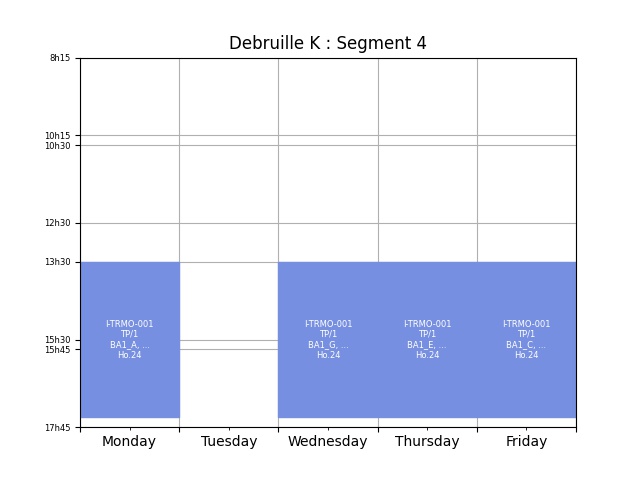 Debruille K : Segment 4
8h15
10h15
10h30
12h30
13h30
15h30
15h45
17h45
I-TRMO-001
TP/1
BA1_A, ...
Ho.24
I-TRMO-001
TP/1
BA1_G, ...
Ho.24
I-TRMO-001
TP/1
BA1_E, ...
Ho.24
I-TRMO-001
TP/1
BA1_C, ...
Ho.24
Monday Tuesday Wednesday Thursday Friday